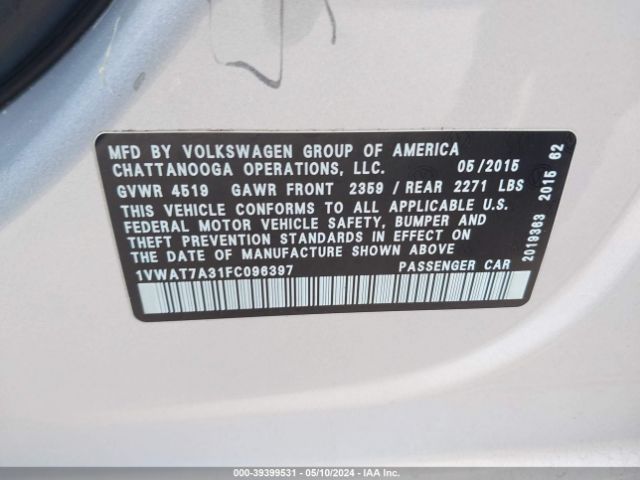 MFD BY VOLKSWAGEN GROUP OF AMERICA
CHATTANOOGA OPERATIONS, LLC. 05/2015
GVWR 4519 GAWR FRONT 2359 / REAR 2271 LBS
THIS VEHICLE CONFORMS TO ALL APPLICABLE U.S.
FEDERAL MOTOR VEHICLE SAFETY, BUMPER AND
THEFT PREVENTION STANDARDS IN EFFECT ON
THE DATE OF MANUFACTURE SHOWN ABOVE
1VWAT7A31FC096397 PASSENGER CAR
2019363 2015 62
000-39399531 - 05/10/2024 - IAAI.COM